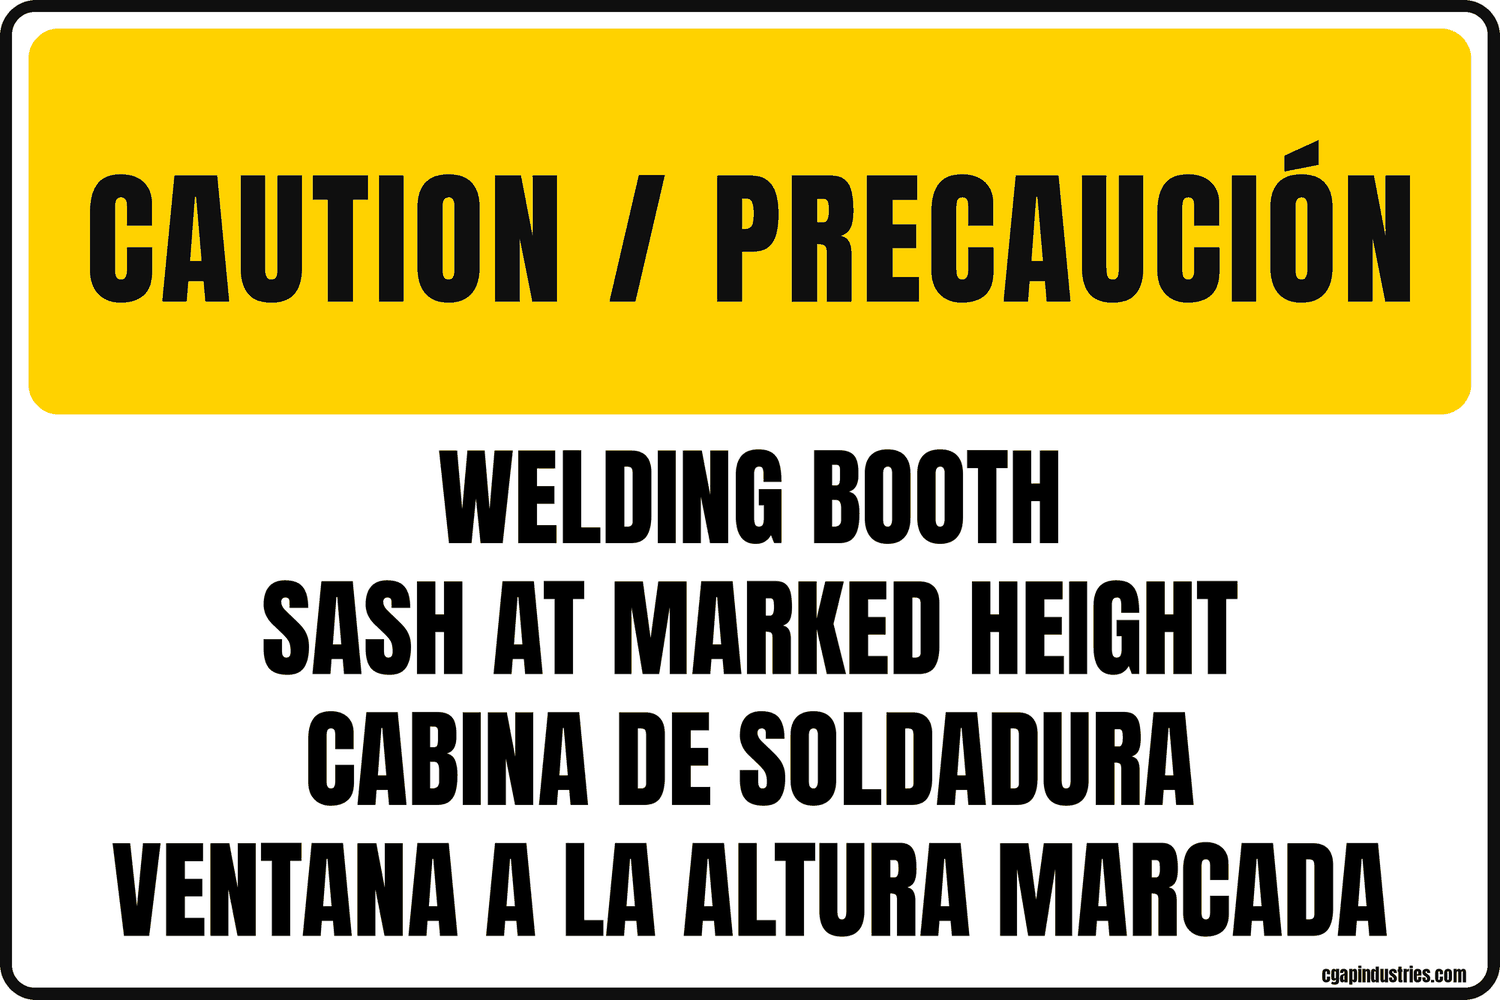 CAUTION / PRECAUCIÓN
WELDING BOOTH
SASH AT MARKED HEIGHT
CABINA DE SOLDADURA
VENTANA A LA ALTURA MARCADA
cgapindustries.com